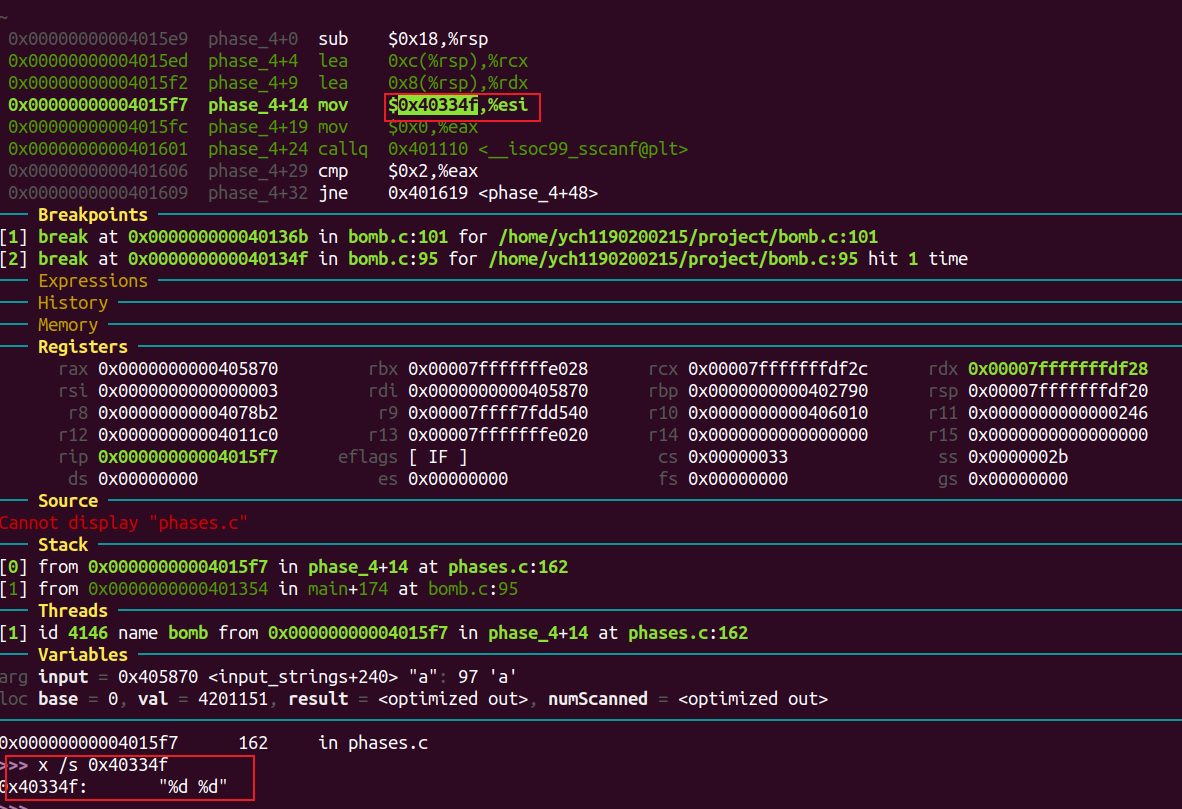 ~
0x00000000004015e9 phase_4+0 sub $0x18,%rsp
0x00000000004015ed phase_4+4 lea 0xc(%rsp),%rcx
0x00000000004015f2 phase_4+9 lea 0x8(%rsp),%rdx
0x00000000004015f7 phase_4+14 mov $0x40334f,%esi
0x00000000004015fc phase_4+19 mov $0x0,%eax
0x0000000000401601 phase_4+24 callq 0x401110 <__isoc99_sscanf@plt>
0x0000000000401606 phase_4+29 cmp $0x2,%eax
0x0000000000401609 phase_4+32 jne 0x401619 <phase_4+48>
Breakpoints
[1] break at 0x000000000040136b in bomb.c:101 for /home/ych1190200215/project/bomb.c:101
[2] break at 0x000000000040134f in bomb.c:95 for /home/ych1190200215/project/bomb.c:95 hit 1 time
Expressions
History
Memory
Registers
rax 0x0000000000405870 rbx 0x00007fffffffe028 rcx 0x00007fffffffdf2c rdx 0x00007fffffffdf28
rsi 0x0000000000000003 rdi 0x0000000000405870 rbp 0x0000000000402790 rsp 0x00007fffffffdf20
r8 0x00000000004078b2 r9 0x00007ffff7fdd540 r10 0x0000000000406010 r11 0x0000000000000246
r12 0x00000000004011c0 r13 0x00007fffffffe020 r14 0x0000000000000000 r15 0x0000000000000000
rip 0x00000000004015f7 eflags [ IF ] cs 0x00000033 ss 0x0000002b
ds 0x00000000 es 0x00000000 fs 0x00000000 gs 0x00000000
Source
Cannot display "phases.c"
Stack
[0] from 0x00000000004015f7 in phase_4+14 at phases.c:162
[1] from 0x0000000000401354 in main+174 at bomb.c:95
Threads
[1] id 4146 name bomb from 0x00000000004015f7 in phase_4+14 at phases.c:162
Variables
arg input = 0x405870 <input_strings+240> "a": 97 'a'
loc base = 0, val = 4201151, result = <optimized out>, numScanned = <optimized out>
0x00000000004015f7 162 in phases.c
>>> x /s 0x40334f
0x40334f: "%d %d"
>>>